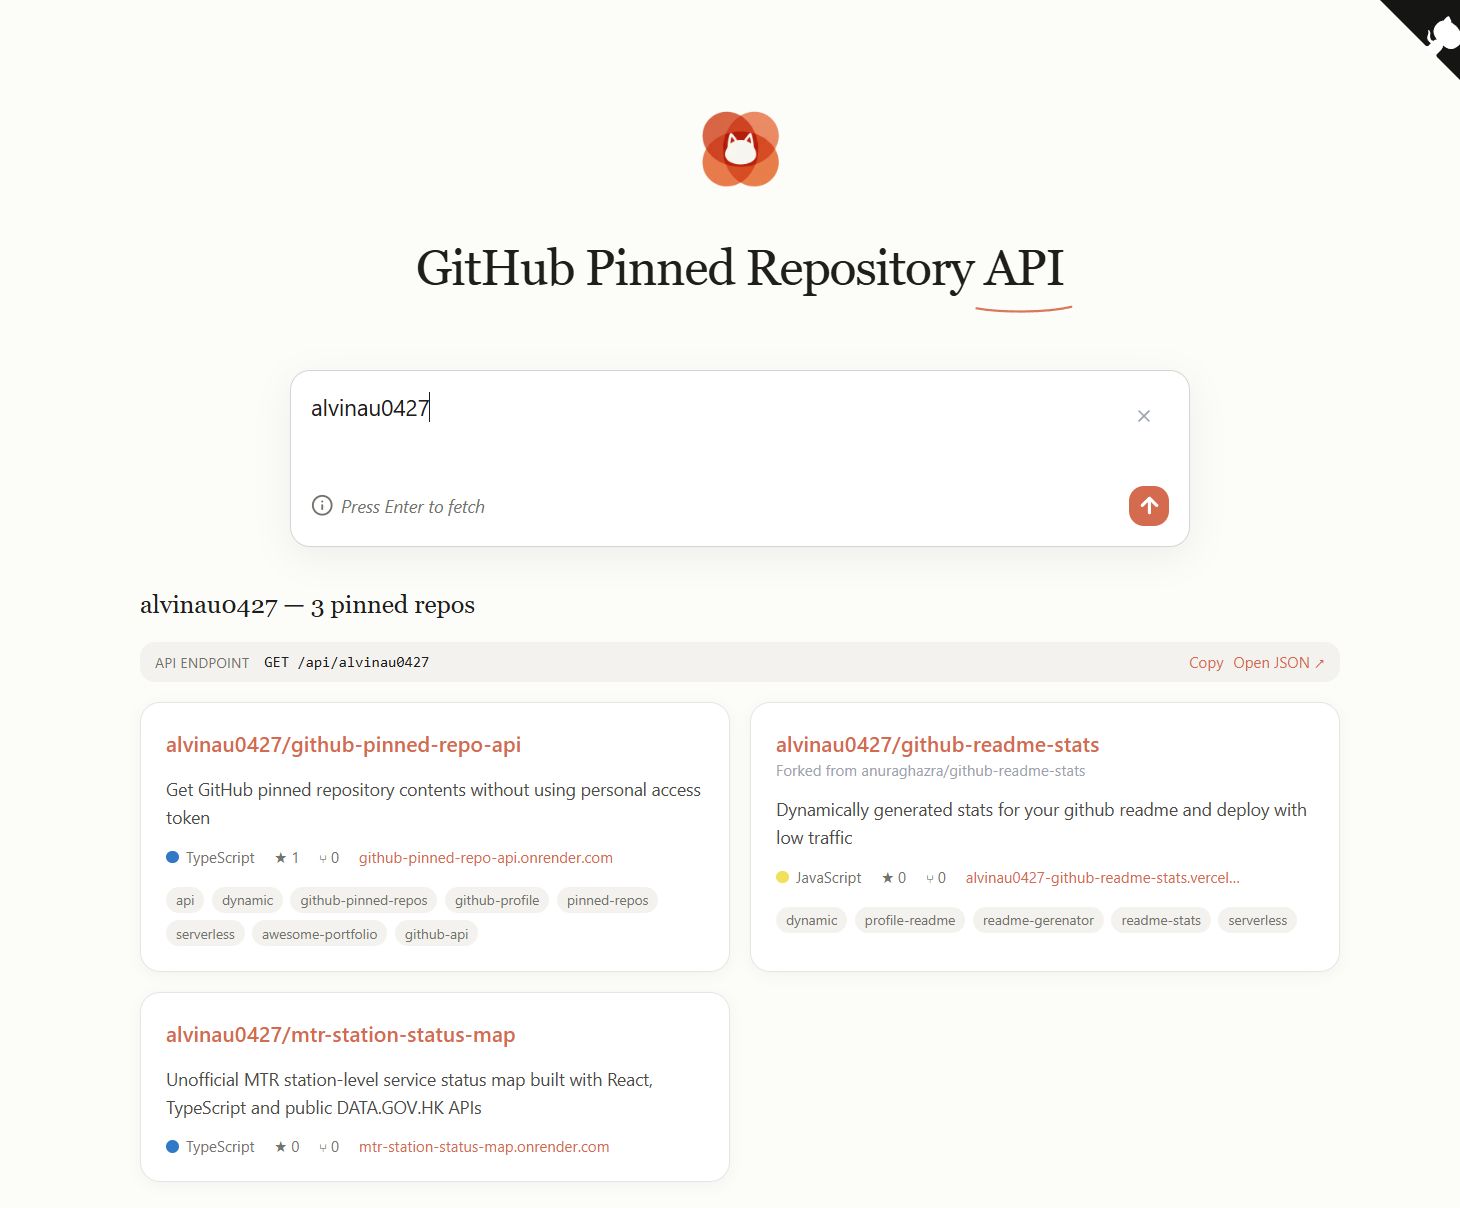 GitHub Pinned Repository API
alvinau0427
Press Enter to fetch
alvinau0427 — 3 pinned repos
API ENDPOINT GET /api/alvinau0427 Copy Open JSON ↗
alvinau0427/github-pinned-repo-api
Get GitHub pinned repository contents without using personal access
token
TypeScript ★ 1 ⑂ 0 github-pinned-repo-api.onrender.com
api dynamic github-pinned-repos github-profile pinned-repos
serverless awesome-portfolio github-api
alvinau0427/github-readme-stats
Forked from anuraghazra/github-readme-stats
Dynamically generated stats for your github readme and deploy with
low traffic
JavaScript ★ 0 ⑂ 0 alvinau0427-github-readme-stats.vercel...
dynamic profile-readme readme-gerenator readme-stats serverless
alvinau0427/mtr-station-status-map
Unofficial MTR station-level service status map built with React,
TypeScript and public DATA.GOV.HK APIs
TypeScript ★ 0 ⑂ 0 mtr-station-status-map.onrender.com